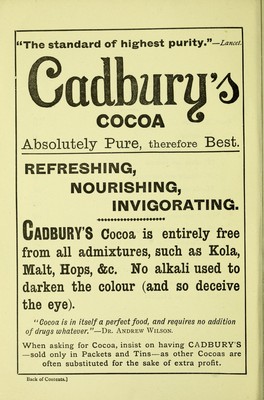 "The standard of highest purity."—Lancet.
Cadbury's
COCOA
Absolutely Pure, therefore Best.
REFRESHING,
NOURISHING,
INVIGORATING.
CADBURY'S Cocoa is entirely free
from all admixtures, such as Kola,
Malt, Hops, &c. No alkali used to
darken the colour (and so deceive
the eye).
"Cocoa is in itself a perfect food, and requires no addition
of drugs whatever."—DR. ANDREW WILSON.
When asking for Cocoa, insist on having CADBURY'S
—sold only in Packets and Tins—as other Cocoas are
often substituted for the sake of extra profit.
Back of Contents.]